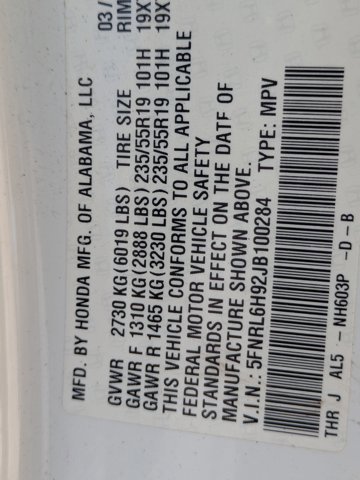 MFD. BY HONDA MFG. OF ALABAMA, LLC 03 /
GVWR 2730 KG(6019 LBS) TIRE SIZE RIM
GAWR F 1310 KG(2888 LBS)235/55R19 101H 19X
GAWR R 1465 KG(3230 LBS)235/55R19 101H 19X
THIS VEHICLE CONFORMS TO ALL APPLICABLE
FEDERAL MOTOR VEHICLE SAFETY
STANDARDS IN EFFECT ON THE DATE OF
MANUFACTURE SHOWN ABOVE.
V.I.N.: 5FNRL6H92JB100284 TYPE: MPV
THR J AL5 -NH603P -D-B